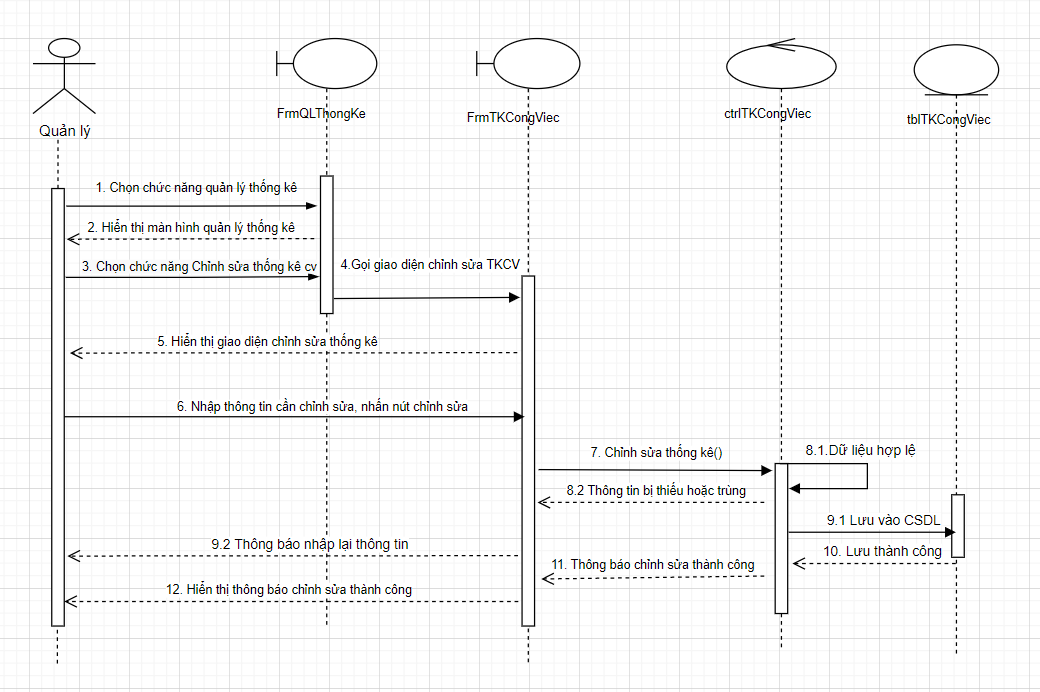 Quản lý
FrmQLThongKe
FrmTKCongViec
ctrlTKCongViec
tblTKCongViec
1. Chọn chức năng quản lý thống kê
2. Hiển thị màn hình quản lý thống kê
3. Chọn chức năng Chỉnh sửa thống kê cv
4.Gọi giao diện chỉnh sửa TKCV
5. Hiển thị giao diện chỉnh sửa thống kê
6. Nhập thông tin cần chỉnh sửa, nhấn nút chỉnh sửa
7. Chỉnh sửa thống kê()
8.1.Dữ liệu hợp lệ
8.2 Thông tin bị thiếu hoặc trùng
9.1 Lưu vào CSDL
9.2 Thông báo nhập lại thông tin
10. Lưu thành công
11. Thông báo chỉnh sửa thành công
12. Hiển thị thông báo chỉnh sửa thành công